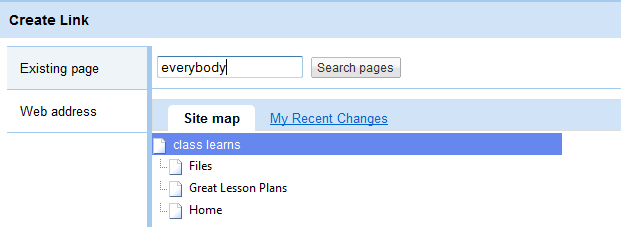 Create Link
Existing page
everybody Search pages
Web address
Site map My Recent Changes
class learns
Files
Great Lesson Plans
Home